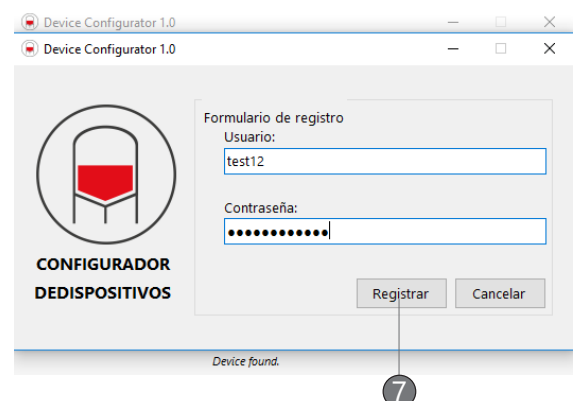 Device Configurator 1.0
Device Configurator 1.0
Formulario de registro
Usuario:
test12
Contraseña:
●●●●●●●●●●●●
CONFIGURADOR
DEDISPOSITIVOS
Registrar Cancelar
Device found.
7